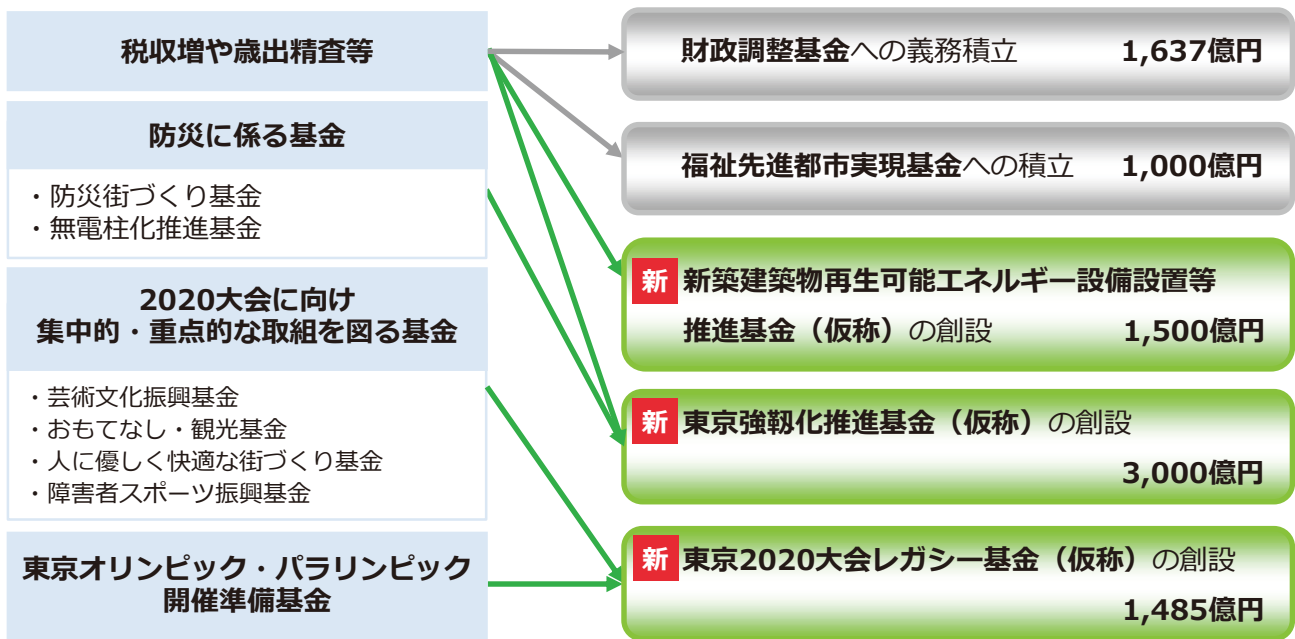 税収増や歳出精査等
防災に係る基金
・防災街づくり基金
・無電柱化推進基金
2020大会に向け
集中的・重点的な取組を図る基金
・芸術文化振興基金
・おもてなし・観光基金
・人に優しく快適な街づくり基金
・障害者スポーツ振興基金
東京オリンピック・パラリンピック
開催準備基金
財政調整基金への義務積立 1,637億円
福祉先進都市実現基金への積立 1,000億円
新 新築建築物再生可能エネルギー設備設置等
推進基金（仮称）の創設 1,500億円
新 東京強靱化推進基金（仮称）の創設
3,000億円
新 東京2020大会レガシー基金（仮称）の創設
1,485億円